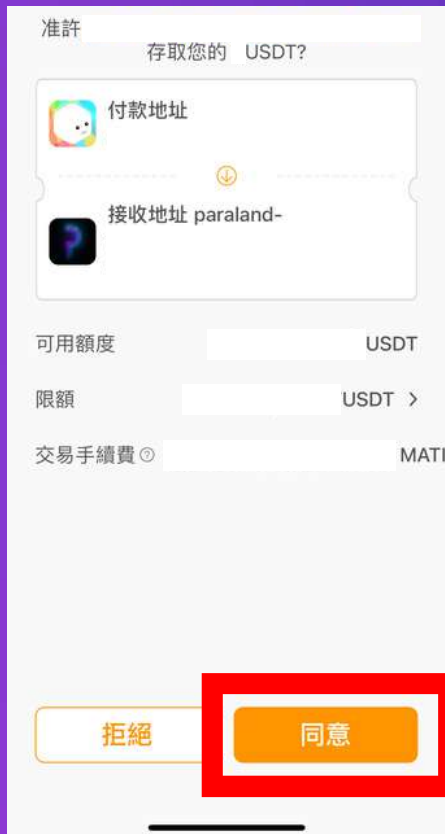 准許
存取您的 USDT?
付款地址
接收地址 paraland-
可用額度 USDT
限額 USDT >
交易手續費 MATI
拒絕 同意